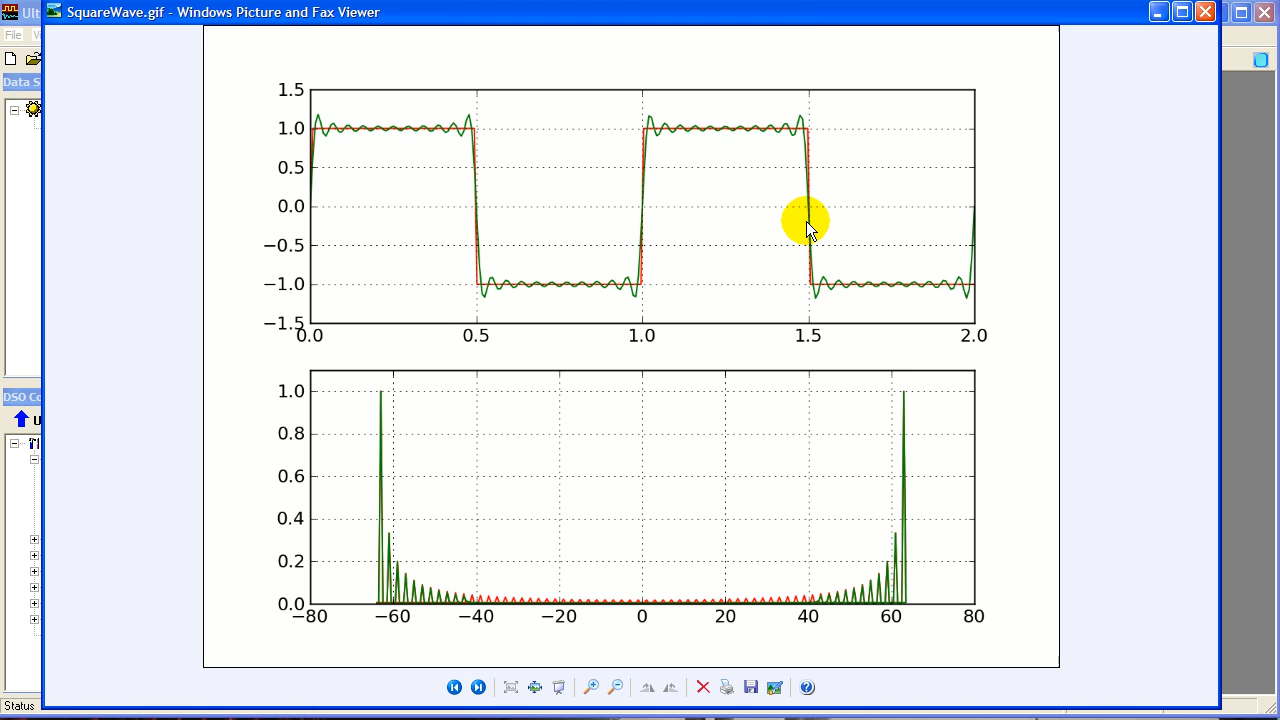 SquareWave.gif - Windows Picture and Fax Viewer
Ult
File Vi
Data S
DSO Co
U
Status
1.5
1.0
0.5
0.0
−0.5
−1.0
−1.5
0.0 0.5 1.0 1.5 2.0
1.0
0.8
0.6
0.4
0.2
0.0
−80 −60 −40 −20 0 20 40 60 80